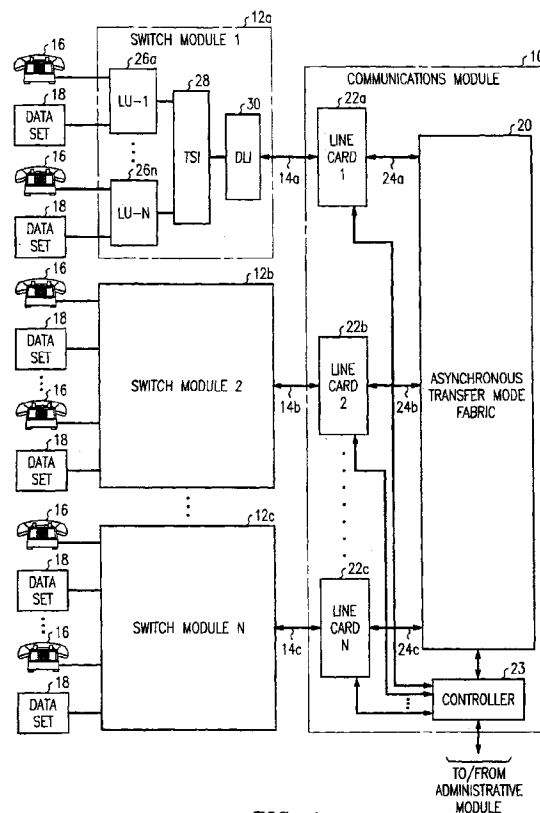 12a
10
16
SWITCH MODULE 1
26a
COMMUNICATIONS MODULE
18
LU-1
28
22a
20
DATA SET
30
16
TSI
DLI
14a
LINE CARD 1
24a
26n
18
LU-N
DATA SET
16
12b
18
22b
DATA SET
SWITCH MODULE 2
14b
LINE CARD 2
24b
ASYNCHRONOUS TRANSFER MODE FABRIC
16
18
DATA SET
12c
16
18
22c
DATA SET
SWITCH MODULE N
14c
LINE CARD N
24c
16
23
18
CONTROLLER
DATA SET
TO/FROM
ADMINISTRATIVE
MODULE